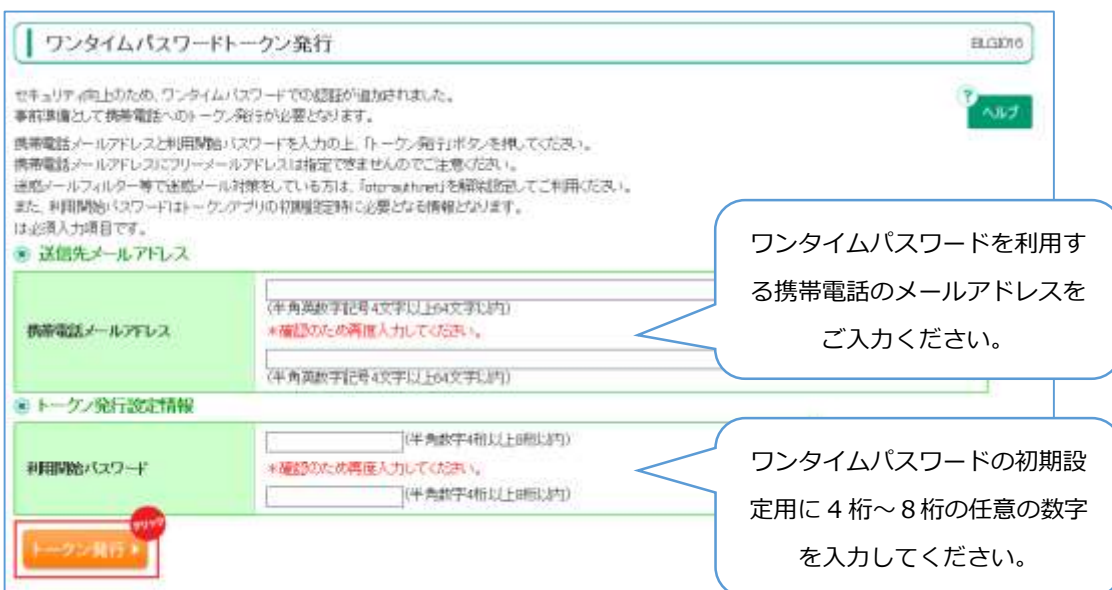 ワンタイムパスワードトークン発行
BLGI016
セキュリティ向上のため、ワンタイムパスワードでの認証が追加されました。
事前準備として携帯電話へのトークン発行が必要となります。
ヘルプ
携帯電話メールアドレスと利用開始パスワードを入力の上、「トークン発行」ボタンを押してください。
携帯電話メールアドレスにフリーメールアドレスは指定できませんのでご注意ください。
迷惑メールフィルター等で迷惑メール対策をしている方は、「otp-auth.net」を解除設定してご利用ください。
また、利用開始パスワードはトークンアプリの初期設定時に必要となる情報となります。
は必須入力項目です。
送信先メールアドレス
携帯電話メールアドレス
(半角英数字記号4文字以上64文字以内)
*確認のため再度入力してください。
(半角英数字記号4文字以上64文字以内)
ワンタイムパスワードを利用す
る携帯電話のメールアドレスを
ご入力ください。
トークン発行設定情報
利用開始パスワード
(半角数字4桁以上8桁以内)
*確認のため再度入力してください。
(半角数字4桁以上8桁以内)
ワンタイムパスワードの初期設
定用に4桁～8桁の任意の数字
を入力してください。
クリック
トークン発行